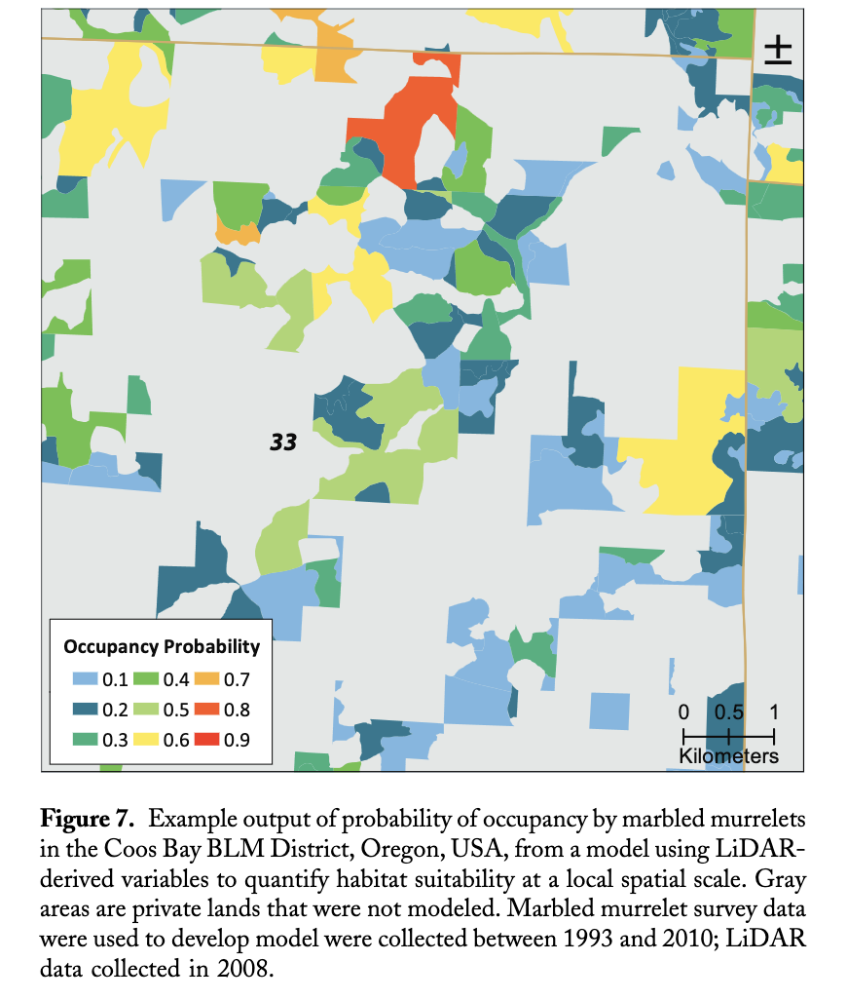 ±
33
Occupancy Probability
0.1 0.4 0.7
0.2 0.5 0.8
0.3 0.6 0.9
0 0.5 1
Kilometers
Figure 7. Example output of probability of occupancy by marbled murrelets
in the Coos Bay BLM District, Oregon, USA, from a model using LiDAR-
derived variables to quantify habitat suitability at a local spatial scale. Gray
areas are private lands that were not modeled. Marbled murrelet survey data
were used to develop model were collected between 1993 and 2010; LiDAR
data collected in 2008.